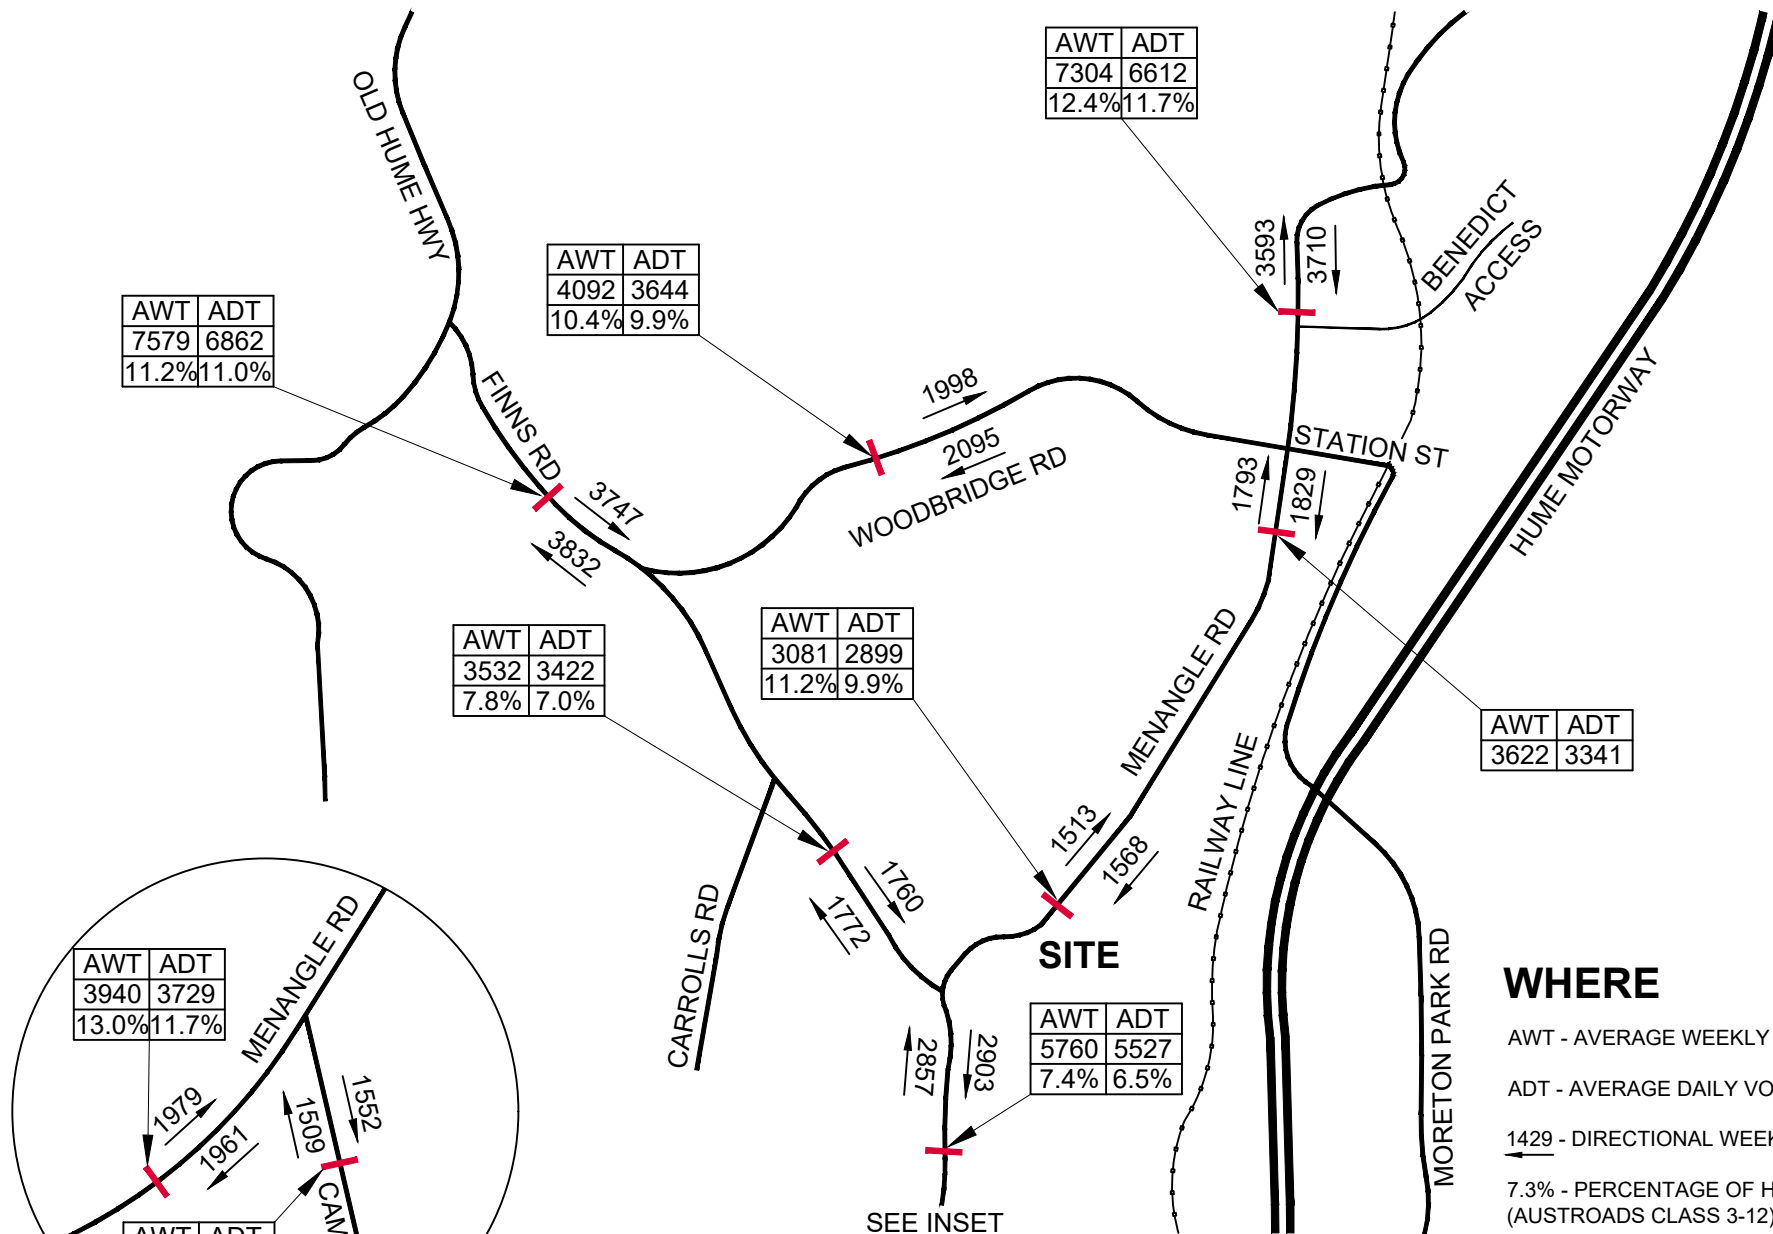 AWT ADT
7304 6612
12.4% 11.7%
OLD HUME HWY
3593
3710
BENEDICT
ACCESS
AWT ADT
4092 3644
10.4% 9.9%
AWT ADT
7579 6862
11.2% 11.0%
FINNS RD
1998
2095
WOODBRIDGE RD
STATION ST
HUME MOTORWAY
3747
3832
1793
1829
AWT ADT
3532 3422
7.8% 7.0%
AWT ADT
3081 2899
11.2% 9.9%
MENANGLE RD
AWT ADT
3622 3341
RAILWAY LINE
1513
1568
1760
1772
CARROLLS RD
SITE
MORETON PARK RD
MENANGLE RD
AWT ADT
3940 3729
13.0% 11.7%
1979
1961
1509
1552
CAM
AWT ADT
2857
2903
AWT ADT
5760 5527
7.4% 6.5%
SEE INSET
WHERE
AWT - AVERAGE WEEKLY
ADT - AVERAGE DAILY VO
1429 - DIRECTIONAL WEEK
7.3% - PERCENTAGE OF H
(AUSTROADS CLASS 3-12)